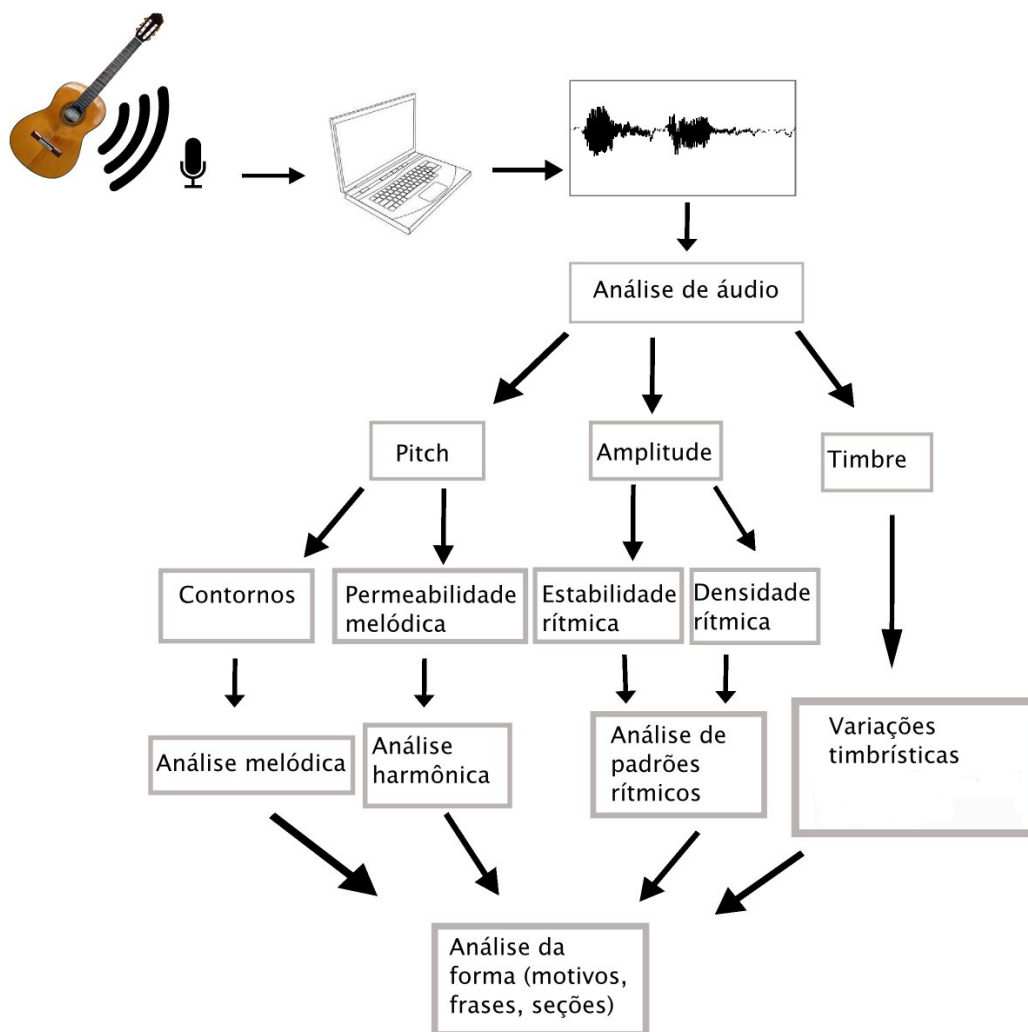 Análise de áudio
Pitch
Amplitude
Timbre
Contornos
Permeabilidade
melódica
Estabilidade
rítmica
Densidade
rítmica
Análise melódica
Análise
harmônica
Análise de
padrões
rítmicos
Variações
timbrísticas
Análise da
forma (motivos,
frases, seções)